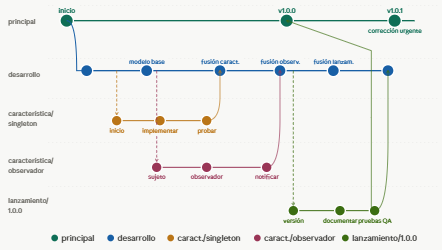 inicio
v1.0.0
v1.0.1
principal
corrección urgente
modelo base
fusión caract.
fusión observ.
fusión lanzam.
desarrollo
característica/
singleton
inicio
implementar
probar
característica/
observador
sujeto
observador
notificar
lanzamiento/
1.0.0
versión
documentar
pruebas QA
principal
desarrollo
caract./singleton
caract./observador
lanzamiento/1.0.0